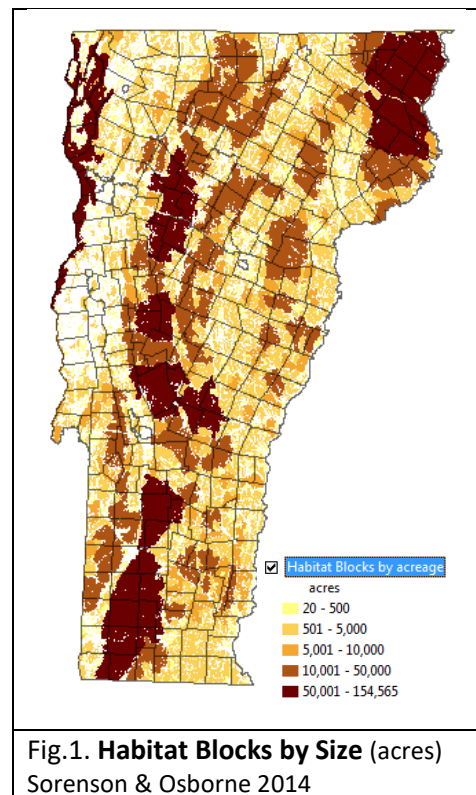 Habitat Blocks by acreage
acres
20 - 500
501 - 5,000
5,001 - 10,000
10,001 - 50,000
50,001 - 154,565
Fig.1. Habitat Blocks by Size (acres)
Sorenson & Osborne 2014